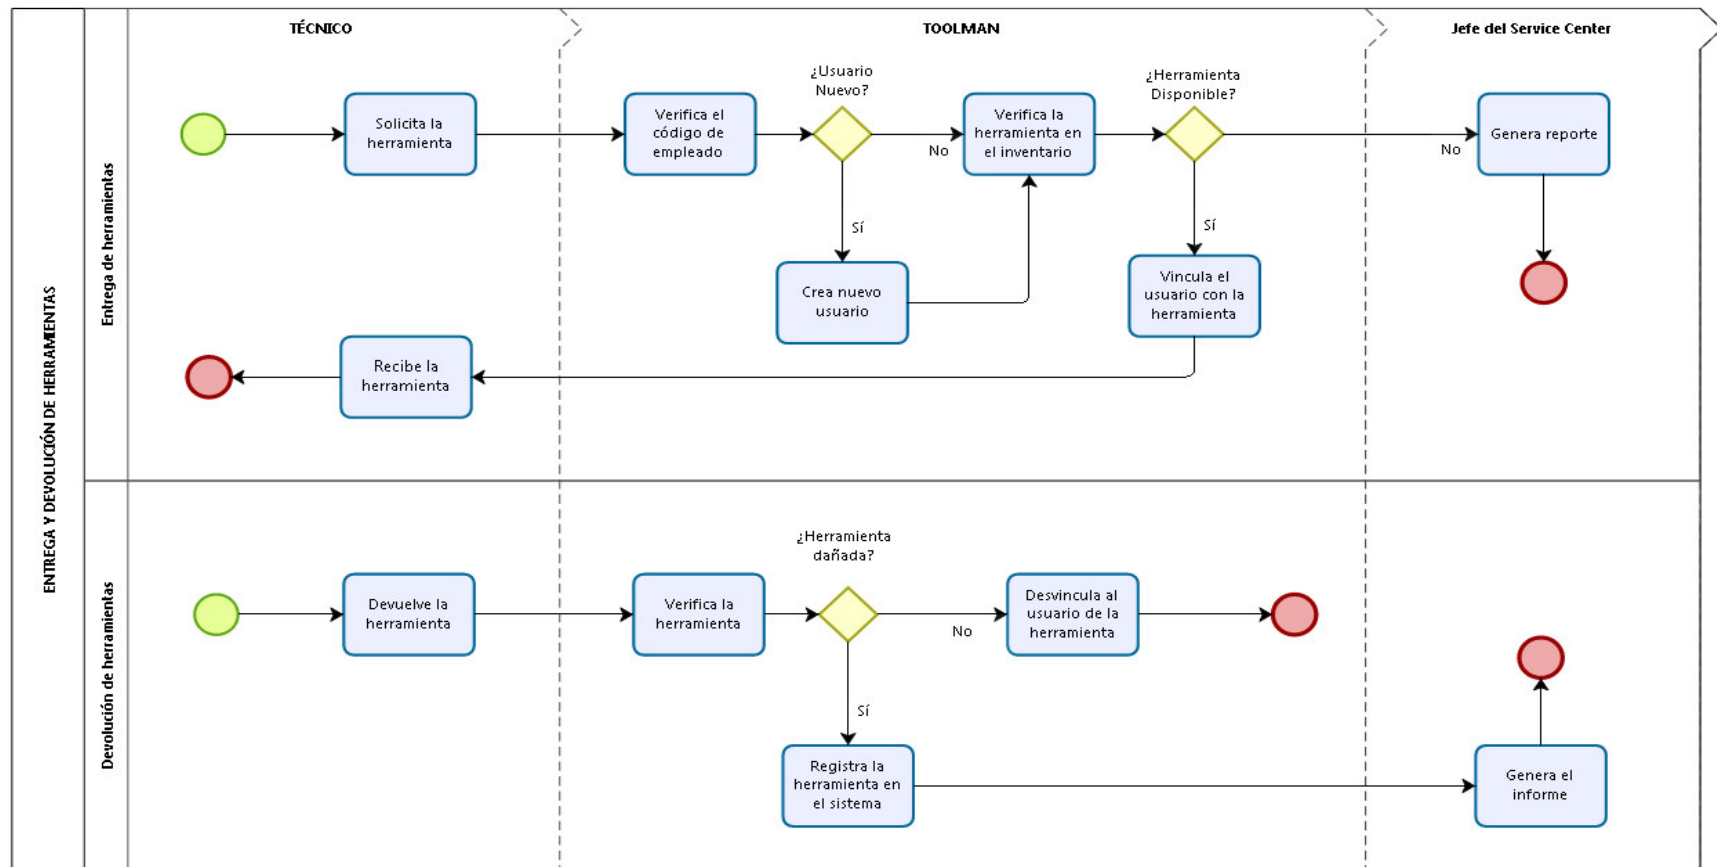 TÉCNICO
TOOLMAN
Jefe del Service Center
ENTREGA Y DEVOLUCIÓN DE HERRAMIENTAS
Entrega de herramientas
Solicita la
herramienta
Verifica el
código de
empleado
¿Usuario
Nuevo?
No
Sí
Crea nuevo
usuario
Verifica la
herramienta en
el inventario
¿Herramienta
Disponible?
No
Sí
Genera reporte
Vincula el
usuario con la
herramienta
Recibe la
herramienta
Devolución de herramientas
Devuelve la
herramienta
Verifica la
herramienta
¿Herramienta
dañada?
No
Sí
Desvincula al
usuario de la
herramienta
Registra la
herramienta en
el sistema
Genera el
informe